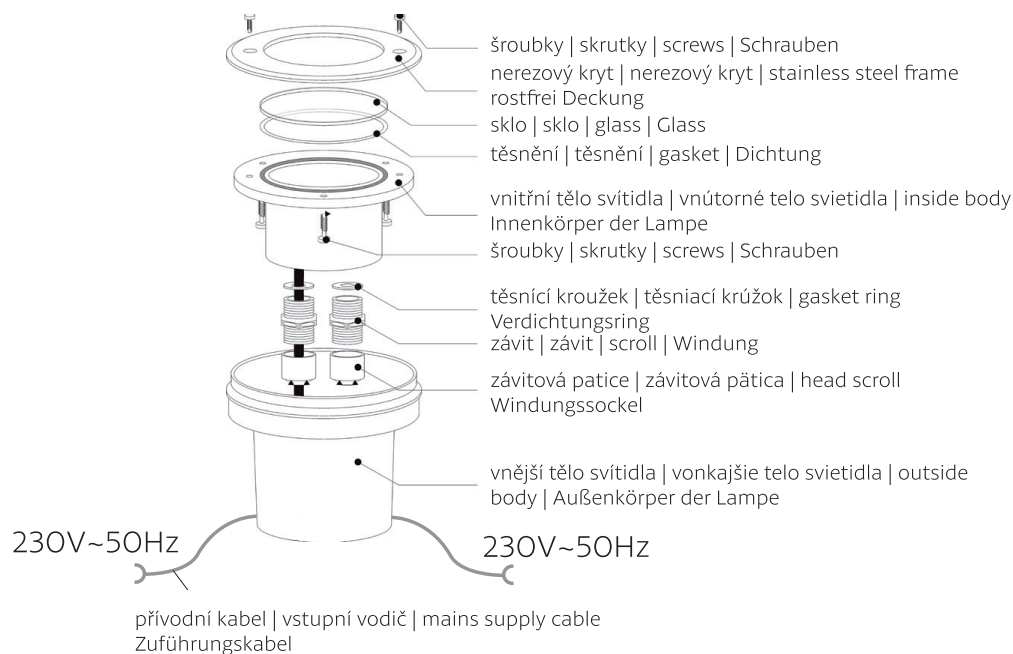 šroubky | skrutky | screws | Schrauben
nerezový kryt | nerezový kryt | stainless steel frame
rostfrei Deckung
sklo | sklo | glass | Glass
těsnění | těsnění | gasket | Dichtung
vnitřní tělo svítidla | vnútorné telo svietidla | inside body
Innenkörper der Lampe
šroubky | skrutky | screws | Schrauben
těsnící kroužek | těsniací krúžok | gasket ring
Verdichtungsring
závit | závit | scroll | Windung
závitová patice | závitová pätica | head scroll
Windungssockel
vnější tělo svítidla | vonkajšie telo svietidla | outside
body | Außenkörper der Lampe
230V~50Hz
230V~50Hz
přívodní kabel | vstupní vodič | mains supply cable
Zuführungskabel